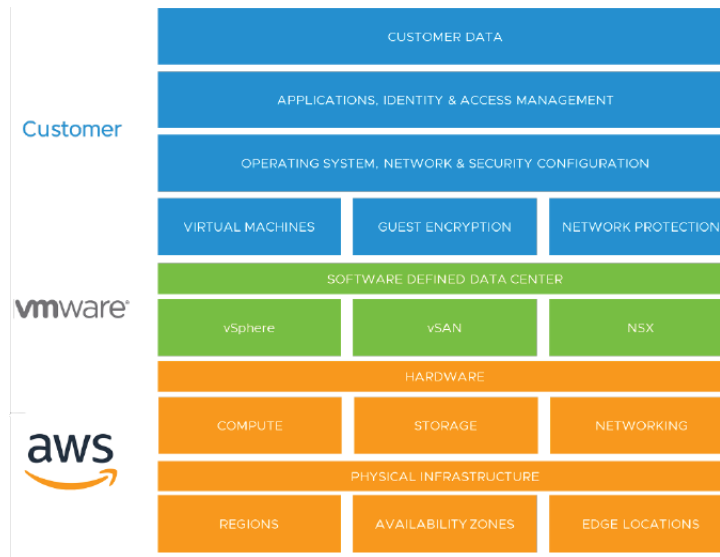 CUSTOMER DATA
APPLICATIONS, IDENTITY & ACCESS MANAGEMENT
Customer
OPERATING SYSTEM, NETWORK & SECURITY CONFIGURATION
VIRTUAL MACHINES
GUEST ENCRYPTION
NETWORK PROTECTION
SOFTWARE DEFINED DATA CENTER
vmware®
vSphere
vSAN
NSX
HARDWARE
COMPUTE
STORAGE
NETWORKING
aws
PHYSICAL INFRASTRUCTURE
REGIONS
AVAILABILITY ZONES
EDGE LOCATIONS